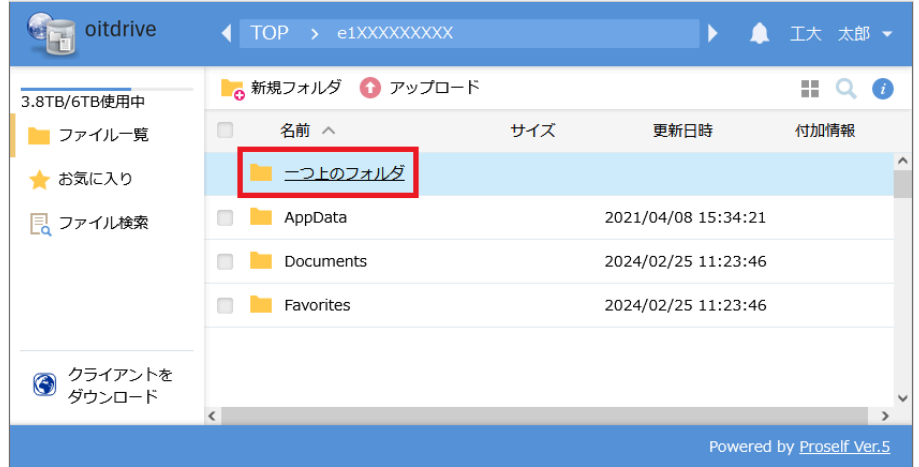 oitdrive
TOP > e1XXXXXXXXX
工大 太郎
3.8TB/6TB使用中
ファイル一覧
お気に入り
ファイル検索
クライアントを
ダウンロード
新規フォルダ アップロード
名前 サイズ 更新日時 付加情報
一つ上のフォルダ
AppData 2021/04/08 15:34:21
Documents 2024/02/25 11:23:46
Favorites 2024/02/25 11:23:46
Powered by Proself Ver.5